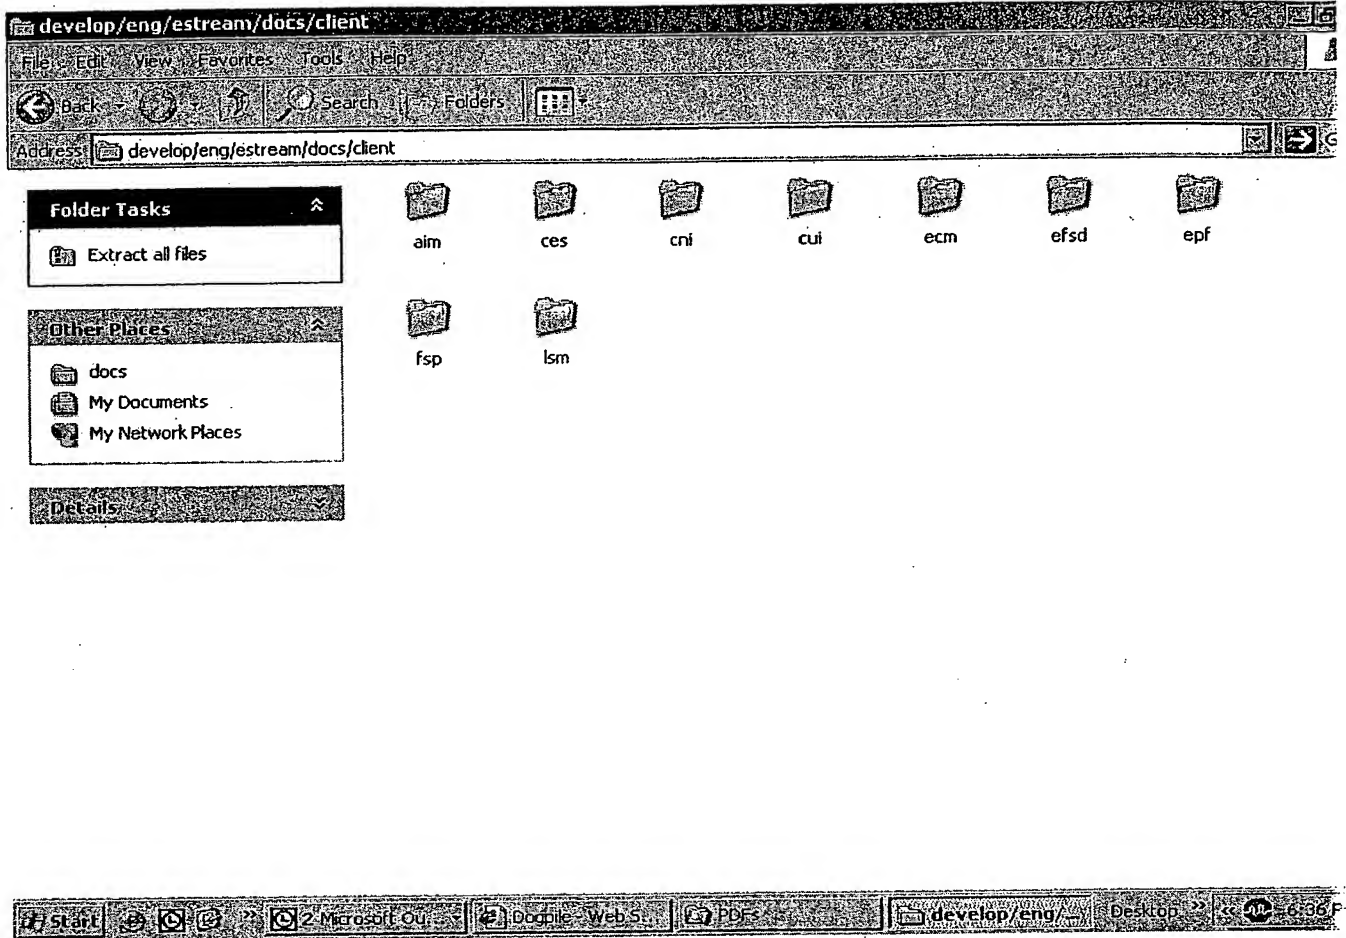 develop/eng/estream/docs/client
File Edit View Favorites Tools Help
Back Search Folders
Address develop/eng/estream/docs/client
Folder Tasks
Extract all files
aim ces cni cui ecm efsd epf
Other Places
docs
My Documents
My Network Places
fsp lsm
Details
Start 2 Microsoft Ou... Dogpile - Web S... PDFs develop/eng/... Desktop 6:36 P